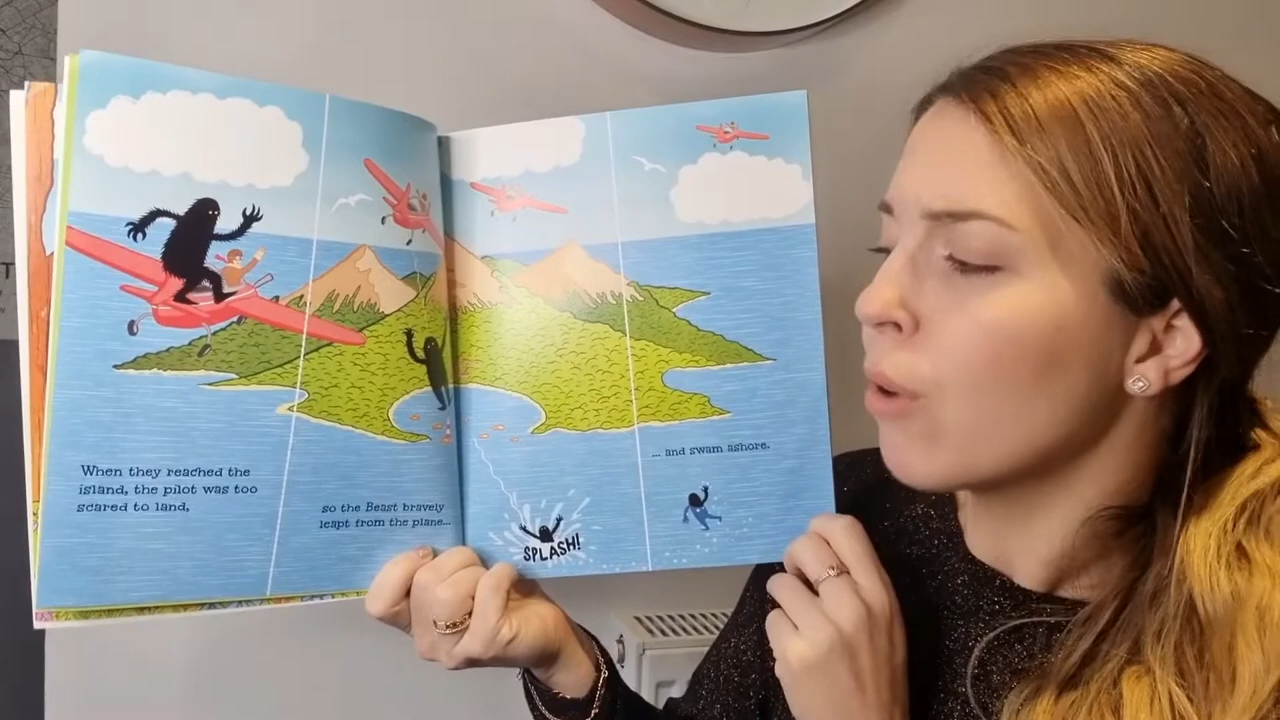 When they reached the
island, the pilot was too
scared to land,
so the Beast bravely
leapt from the plane...
SPLASH!
... and swam ashore.